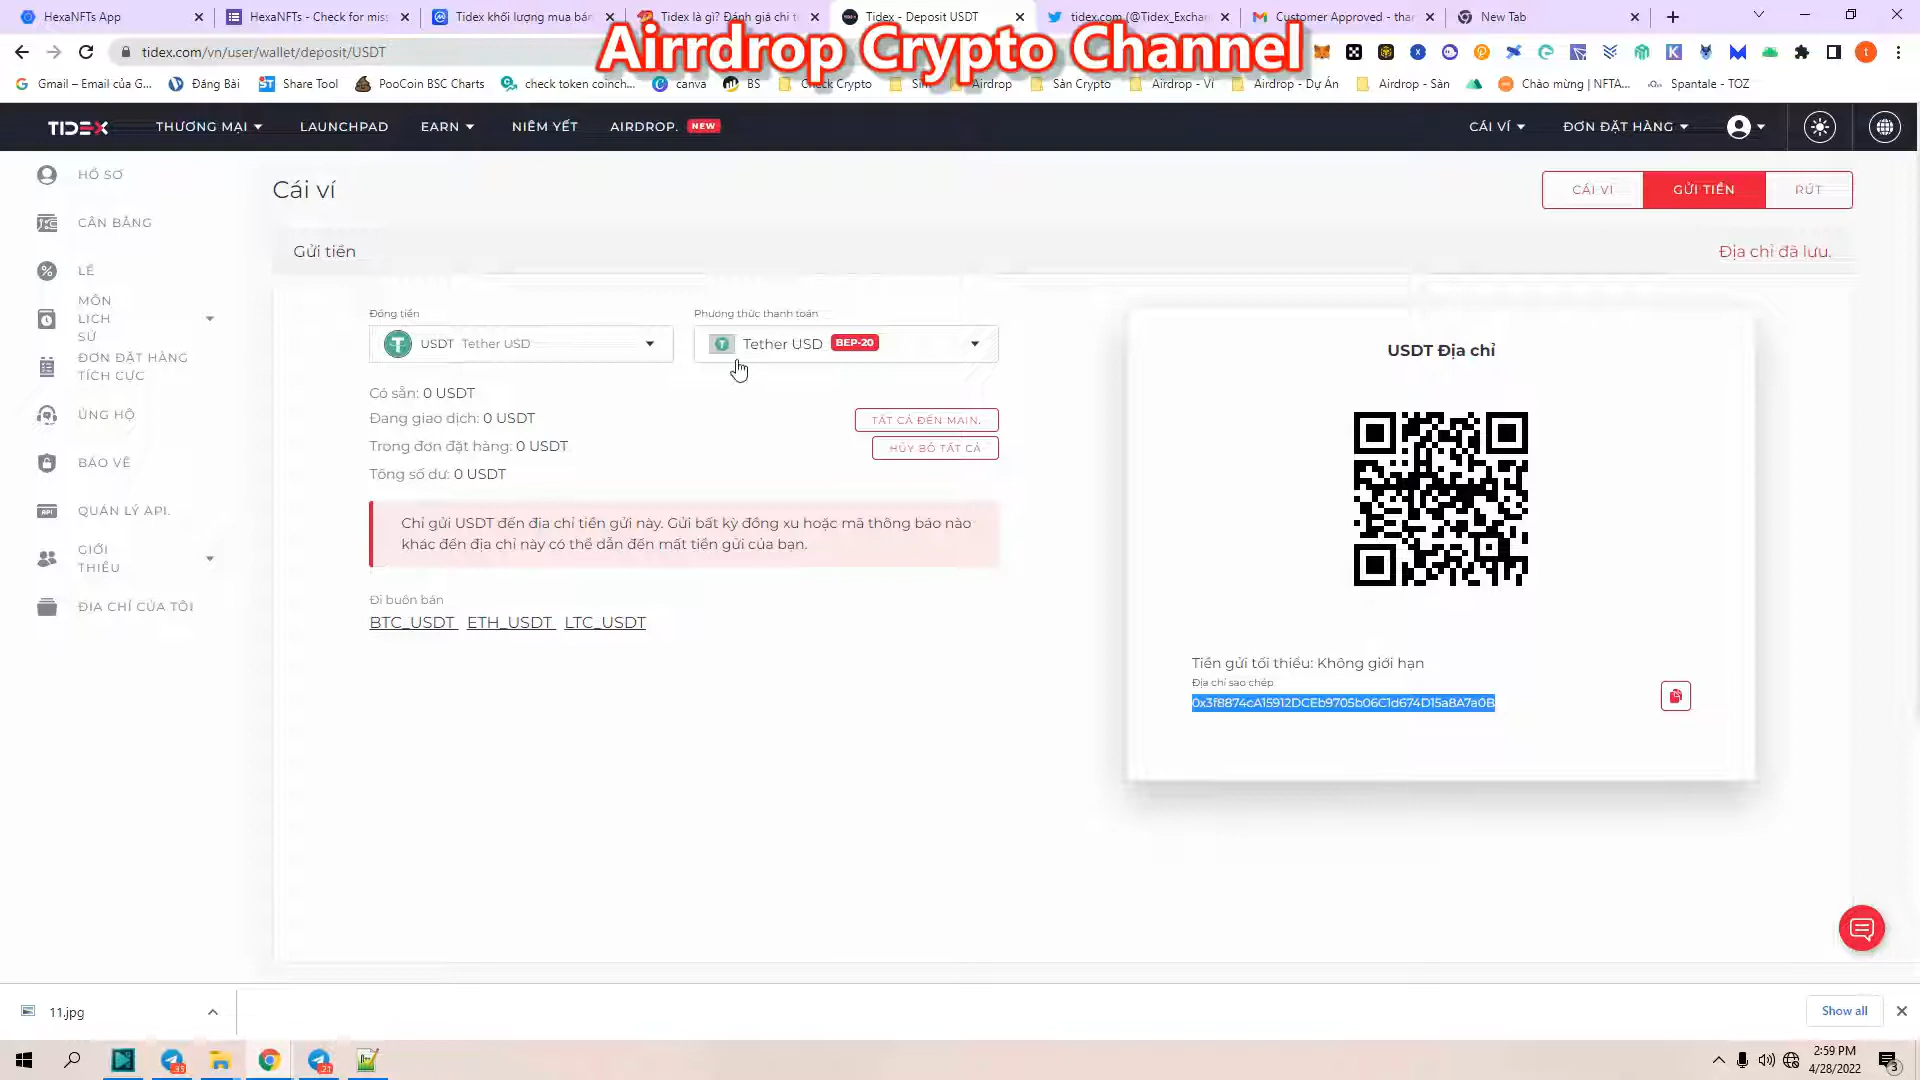 HexaNFTs App
HexaNFTs - Check for miss
Tidex khối lượng mua bán
Tidex là gì? Đánh giá chi t
Tidex - Deposit USDT
tidex.com (@Tidex_Exchan
Customer Approved - than
New Tab
tidex.com/vn/user/wallet/deposit/USDT
Airrdrop Crypto Channel
Gmail – Email của G...
Đăng Bài
Share Tool
PooCoin BSC Charts
check token coinch...
canva
BS
Check Crypto
Airdrop
Sàn Crypto
Airdrop - Ví
Airdrop - Dự Án
Airdrop - Sàn
Chào mừng | NFTA...
Spantale - TOZ
TIDEX
THƯƠNG MẠI
LAUNCHPAD
EARN
NIÊM YẾT
AIRDROP. NEW
CÁI VÍ
ĐƠN ĐẶT HÀNG
HỒ SƠ
CÂN BẰNG
LỀ
MÔN
LỊCH
SỬ
ĐƠN ĐẶT HÀNG
TÍCH CỰC
ỦNG HỘ
BẢO VỆ
QUẢN LÝ API.
GIỚI
THIỆU
ĐỊA CHỈ CỦA TÔI
Cái ví
CÁI VÍ
GỬI TIỀN
RÚT
Gửi tiền
Địa chỉ đã lưu.
Đồng tiền
USDT Tether USD
Phương thức thanh toán
Tether USD BEP-20
Có sẵn: 0 USDT
Đang giao dịch: 0 USDT
TẤT CẢ ĐẾN MAIN.
Trong đơn đặt hàng: 0 USDT
HỦY BỎ TẤT CẢ
Tổng số dư: 0 USDT
Chỉ gửi USDT đến địa chỉ tiền gửi này. Gửi bất kỳ đồng xu hoặc mã thông báo nào
khác đến địa chỉ này có thể dẫn đến mất tiền gửi của bạn.
Đi buôn bán
BTC_USDT ETH_USDT LTC_USDT
USDT Địa chỉ
Tiền gửi tối thiểu: Không giới hạn
Địa chỉ sao chép
0x3f8874cA15912DCEb9705b06C1d674D15a8A7a0B
11.jpg
Show all
2:59 PM
4/28/2022